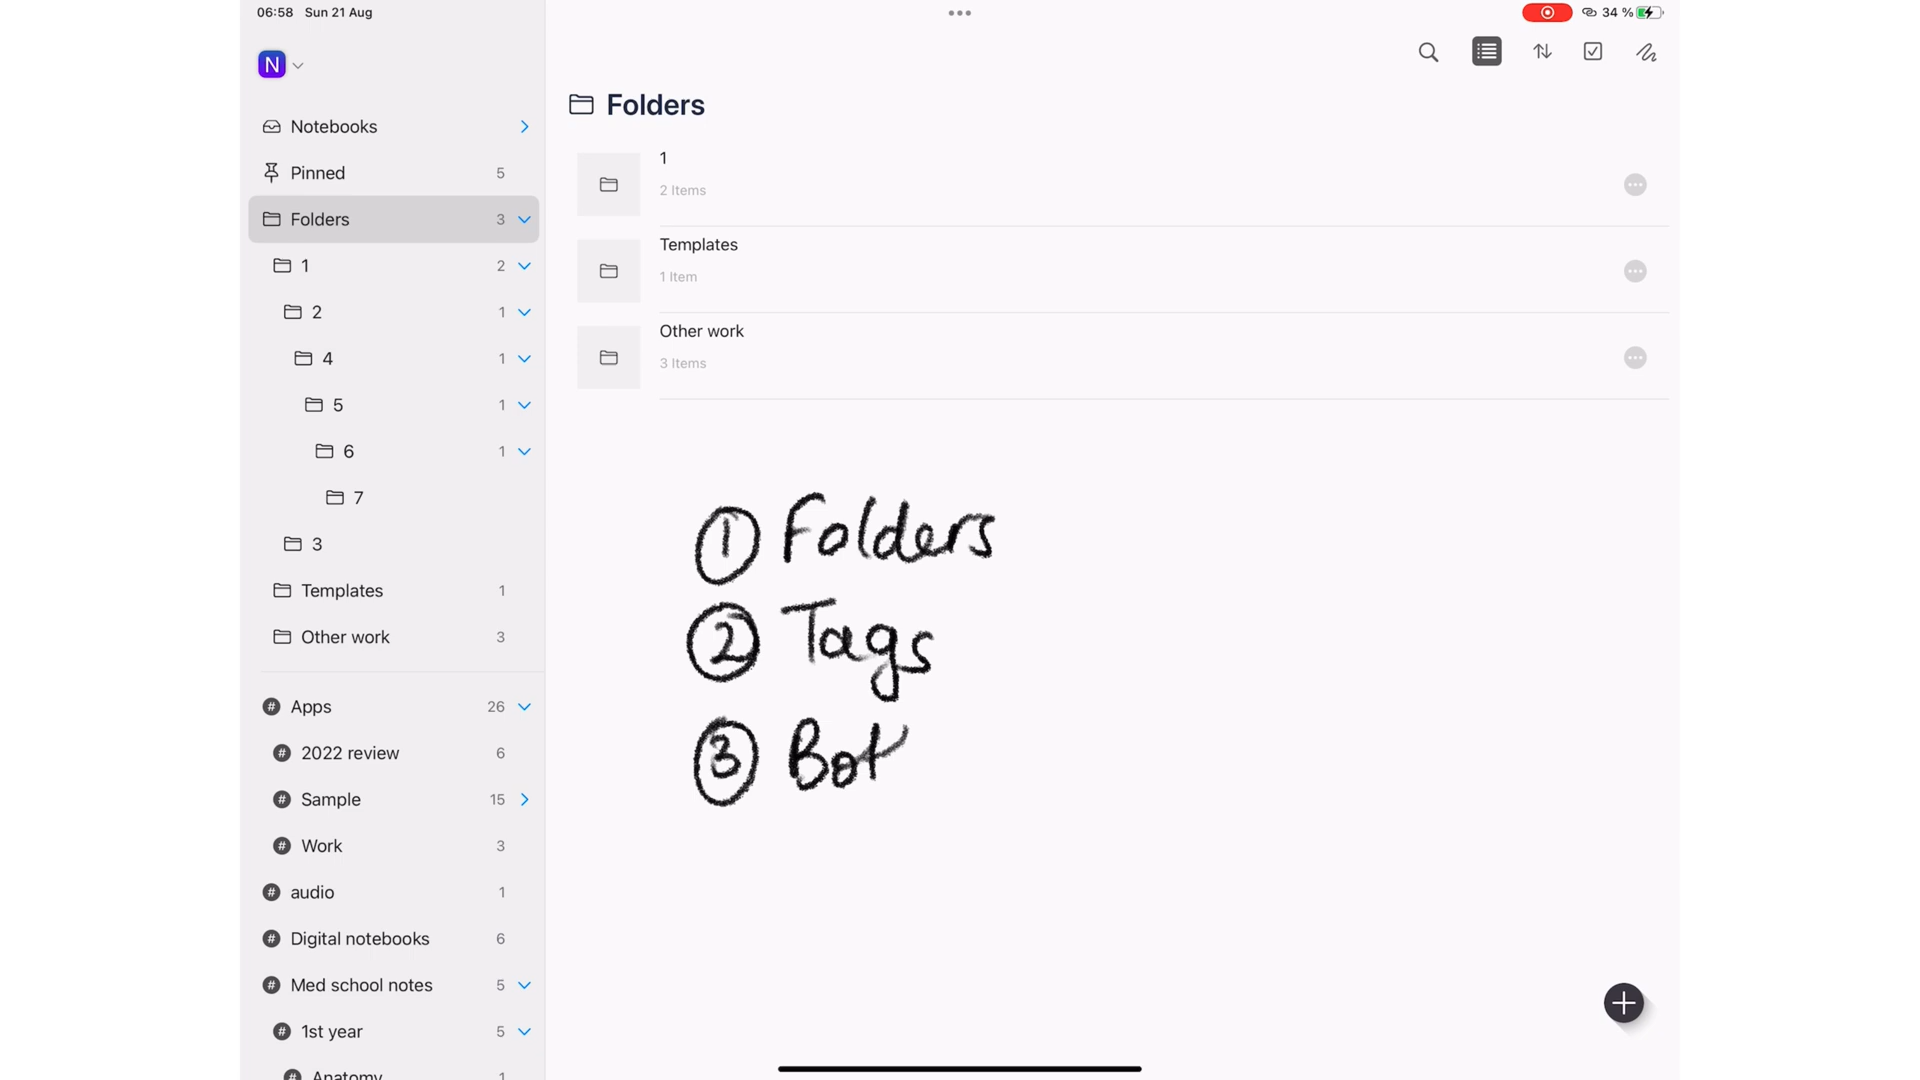 06:58 Sun 21 Aug
34 %
N
Notebooks
Pinned 5
Folders 3
1 2
2 1
4 1
5 1
6 1
7
3
Templates 1
Other work 3
# Apps 26
# 2022 review 6
# Sample 15
# Work 3
# audio 1
# Digital notebooks 6
# Med school notes 5
# 1st year 5
# Anatomy 1
Folders
1
2 Items
Templates
1 Item
Other work
3 Items
① Folders
② Tags
③ Bot